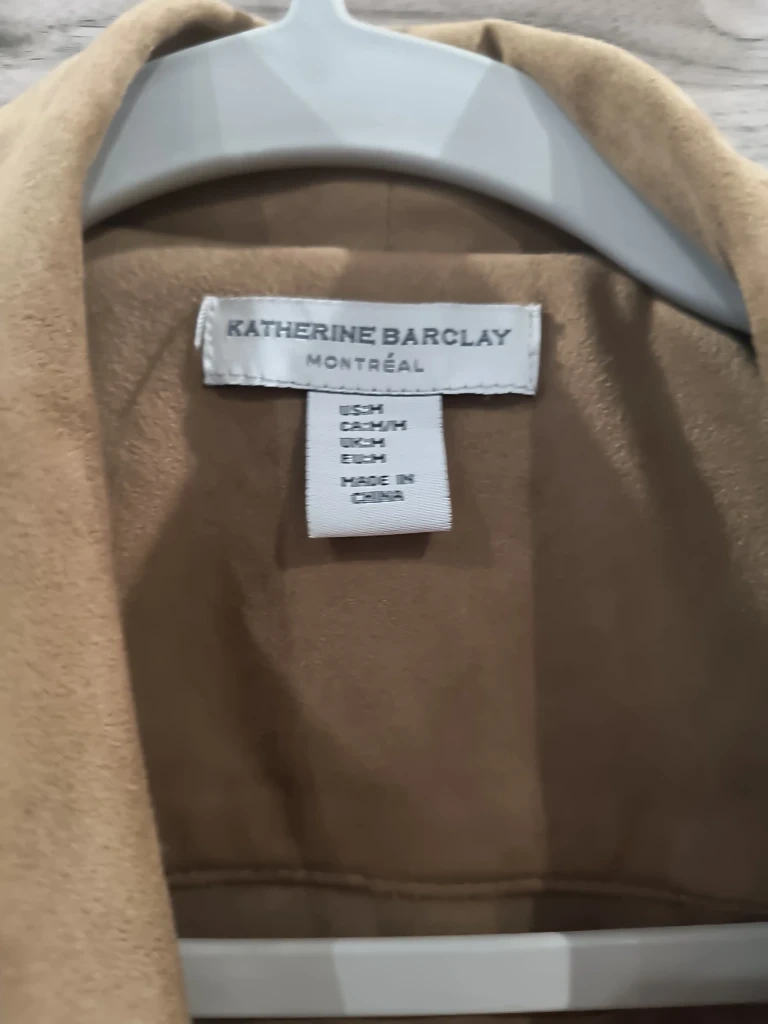 KATHERINE BARCLAY
MONTRÉAL
US:M
CA:M/M
UK:M
EU:M
MADE IN
CHINA